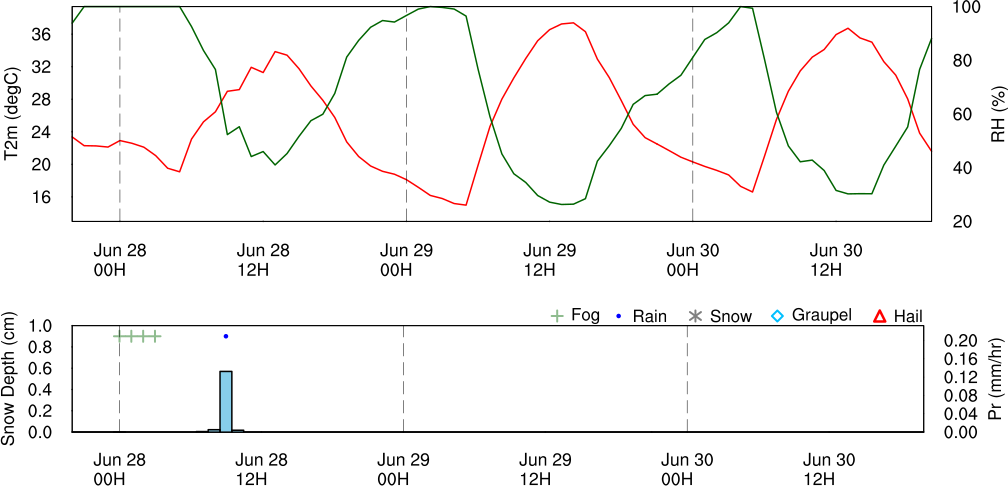 T2m (degC)
36
32
28
24
20
16
100
80
60
40
20
RH (%)
Jun 28 Jun 28 Jun 29 Jun 29 Jun 30 Jun 30
00H 12H 00H 12H 00H 12H
Fog Rain Snow Graupel Hail
Snow Depth (cm)
1.0
0.8
0.6
0.4
0.2
0.0
0.20
0.16
0.12
0.08
0.04
0.00
Pr (mm/hr)
Jun 28 Jun 28 Jun 29 Jun 29 Jun 30 Jun 30
00H 12H 00H 12H 00H 12H